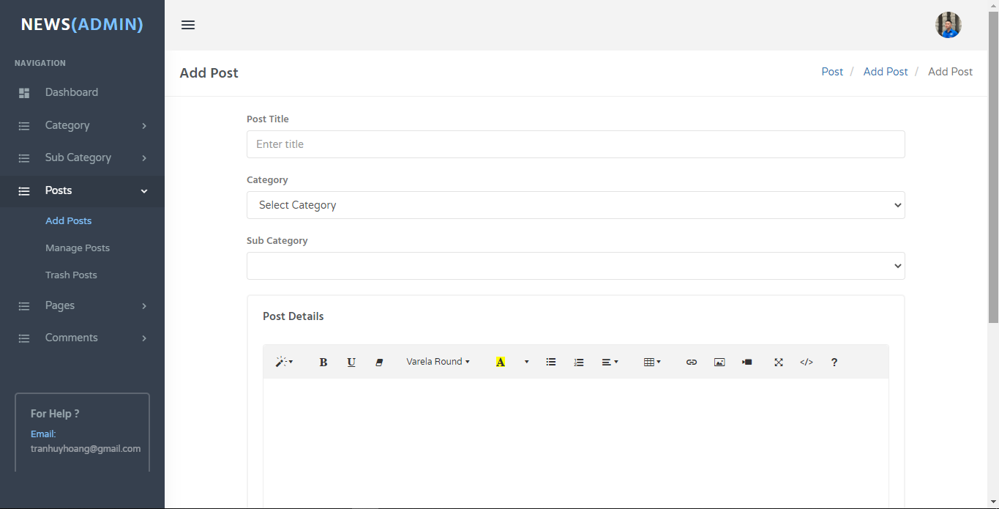 NEWS(ADMIN)
NAVIGATION
Dashboard
Category
Sub Category
Posts
Add Posts
Manage Posts
Trash Posts
Pages
Comments
For Help ?
Email:
tranhuyhoang@gmail.com
Add Post
Post / Add Post / Add Post
Post Title
Enter title
Category
Select Category
Sub Category
Post Details
B U Varela Round A </> ?